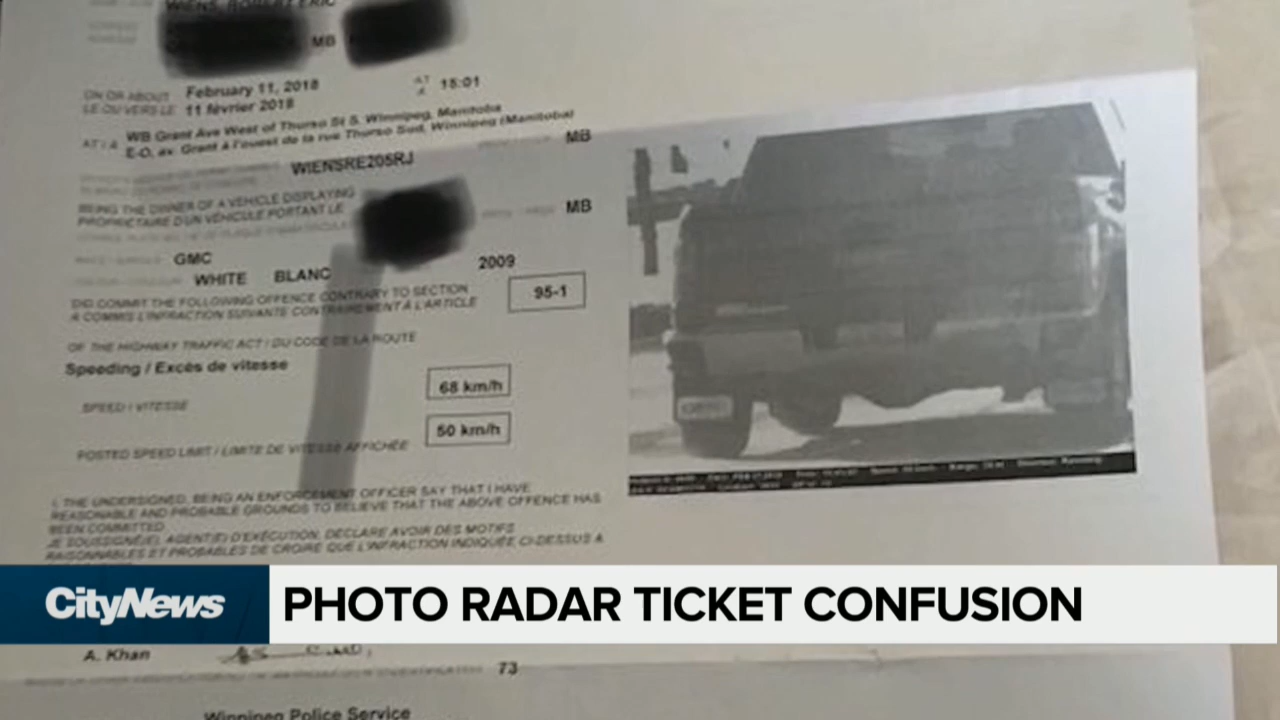 WIENS, ROBERT ERIC
MB
ON OR ABOUT February 11, 2018 AT 15:01
LE OU VERS LE 11 février 2018 À
AT / À WB Grant Ave West of Thurso St S. Winnipeg, Manitoba
E-O, av. Grant à l'ouest de la rue Thurso Sud, Winnipeg (Manitoba)
MB
WIENSRE205RJ
BEING THE OWNER OF A VEHICLE DISPLAYING
PROPRIÉTAIRE D'UN VÉHICULE PORTANT LE
MB
GMC
WHITE BLANC 2009
DID COMMIT THE FOLLOWING OFFENCE CONTRARY TO SECTION 95-1
A COMMIS L'INFRACTION SUIVANTE CONTRAIREMENT À L'ARTICLE
OF THE HIGHWAY TRAFFIC ACT / DU CODE DE LA ROUTE
Speeding / Excès de vitesse
SPEED / VITESSE 68 km/h
POSTED SPEED LIMIT / LIMITE DE VITESSE AFFICHÉE 50 km/h
I, THE UNDERSIGNED, BEING AN ENFORCEMENT OFFICER SAY THAT I HAVE
REASONABLE AND PROBABLE GROUNDS TO BELIEVE THAT THE ABOVE OFFENCE HAS
BEEN COMMITTED
JE SOUSSIGNÉ(E), AGENT(E) D'EXÉCUTION, DÉCLARE AVOIR DES MOTIFS
RAISONNABLES ET PROBABLES DE CROIRE QUE L'INFRACTION INDIQUÉE CI-DESSUS A
CityNews
PHOTO RADAR TICKET CONFUSION
A. Khan
73
Winnipeg Police Service